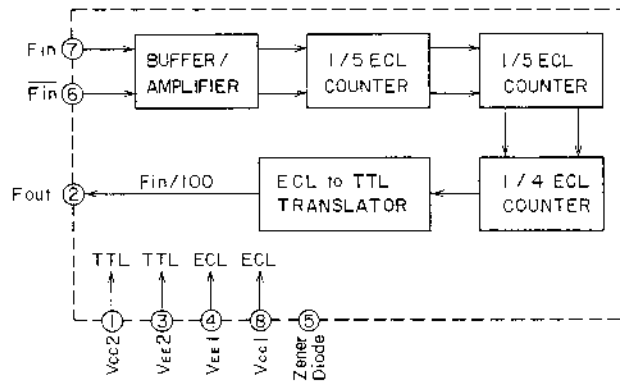 Fin 7
BUFFER/
AMPLIFIER
1/5 ECL
COUNTER
1/5 ECL
COUNTER
Fin 6
Fout 2
Fin/100
ECL to TTL
TRANSLATOR
1/4 ECL
COUNTER
TTL TTL ECL ECL
1 3 4 8 5
VCC2
VEE2
VEE1
VCC1
Zener
Diode